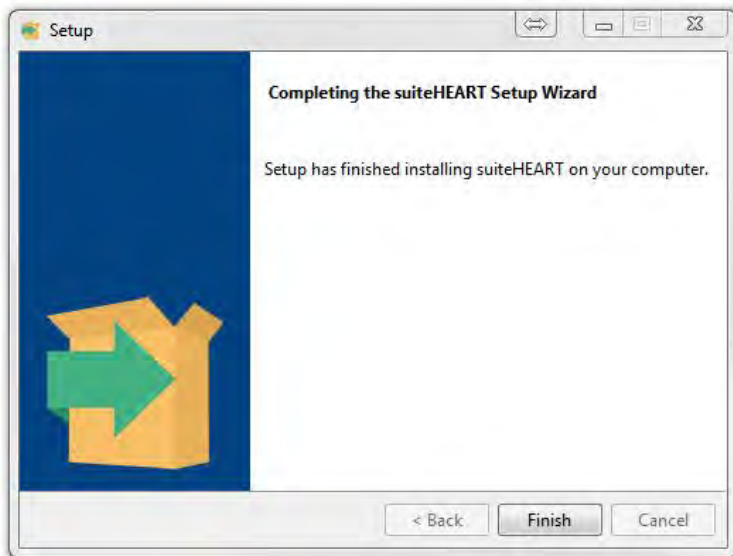 Setup
Completing the suiteHEART Setup Wizard
Setup has finished installing suiteHEART on your computer.
< Back
Finish
Cancel